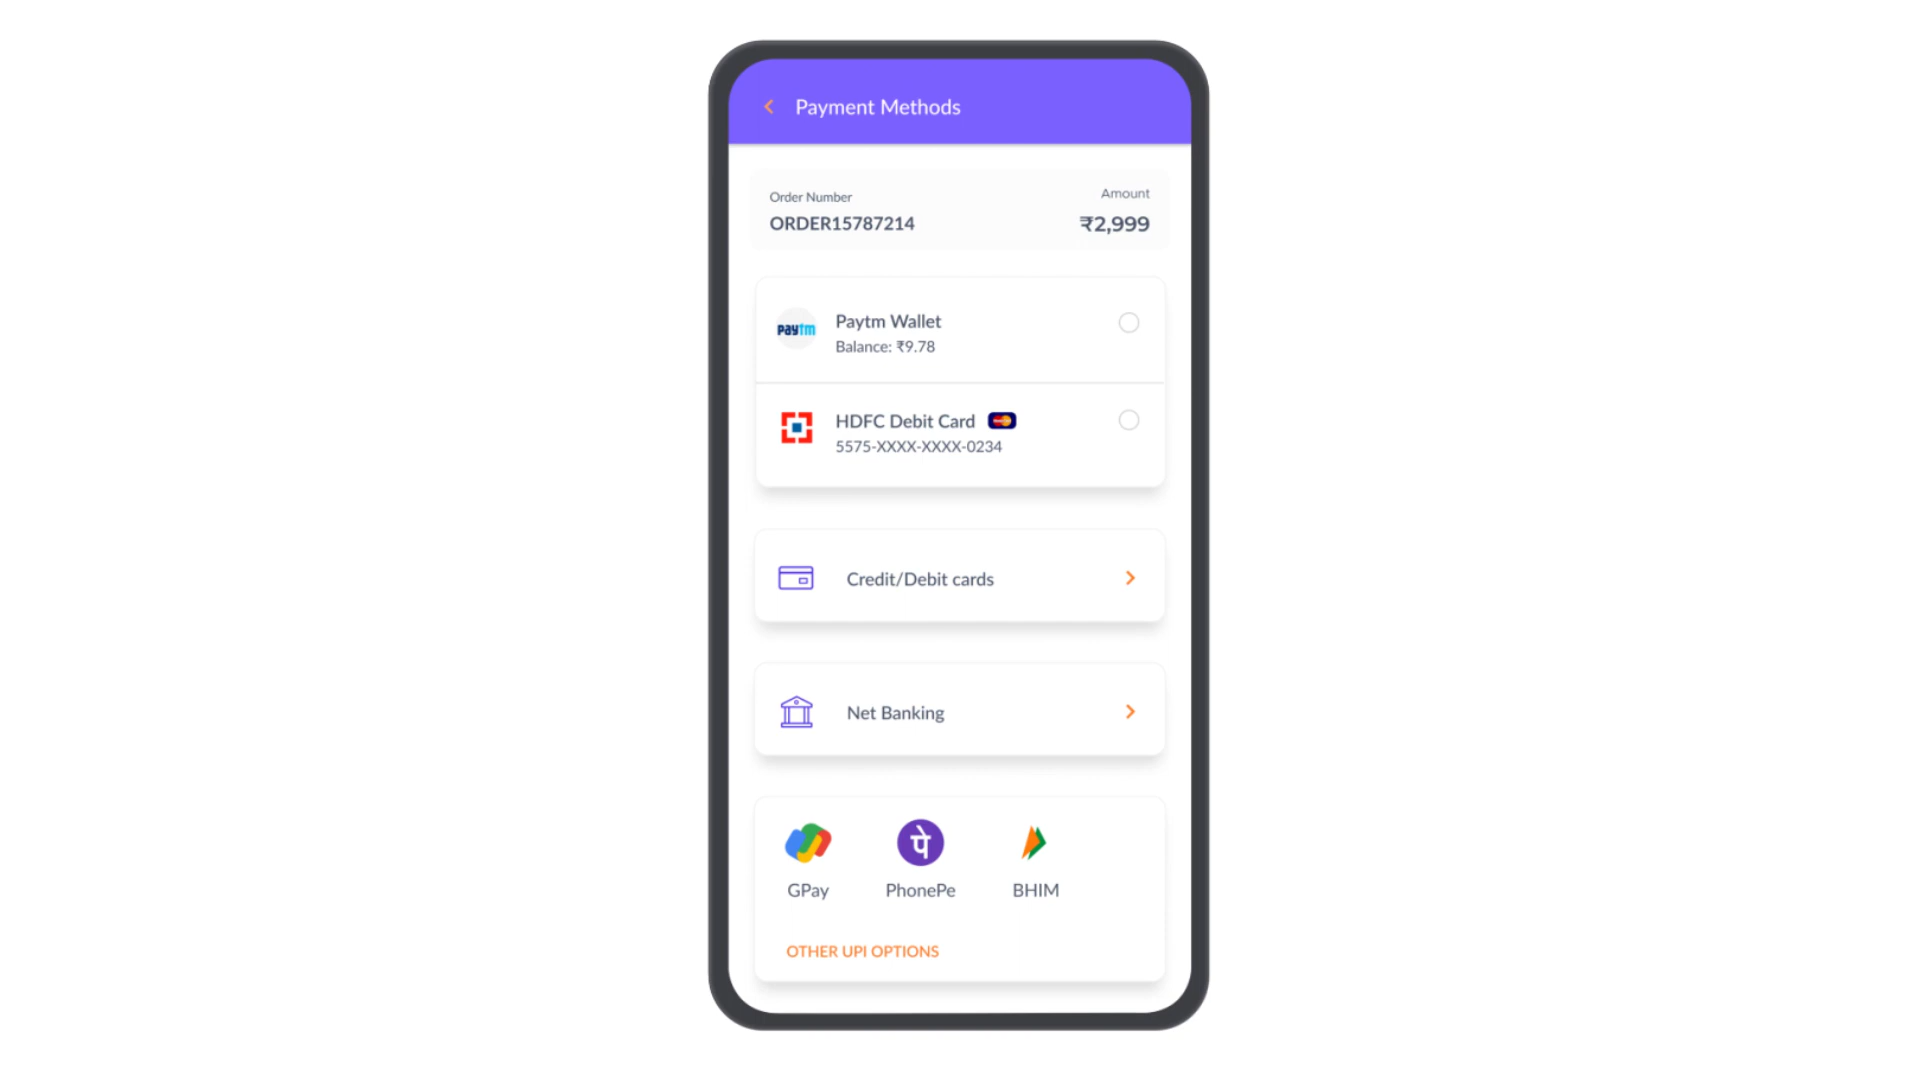 Payment Methods
Order Number
Amount
ORDER15787214
₹2,999
paytm
Paytm Wallet
Balance: ₹9.78
HDFC Debit Card
5575-XXXX-XXXX-0234
Credit/Debit cards
Net Banking
पे
GPay
PhonePe
BHIM
OTHER UPI OPTIONS